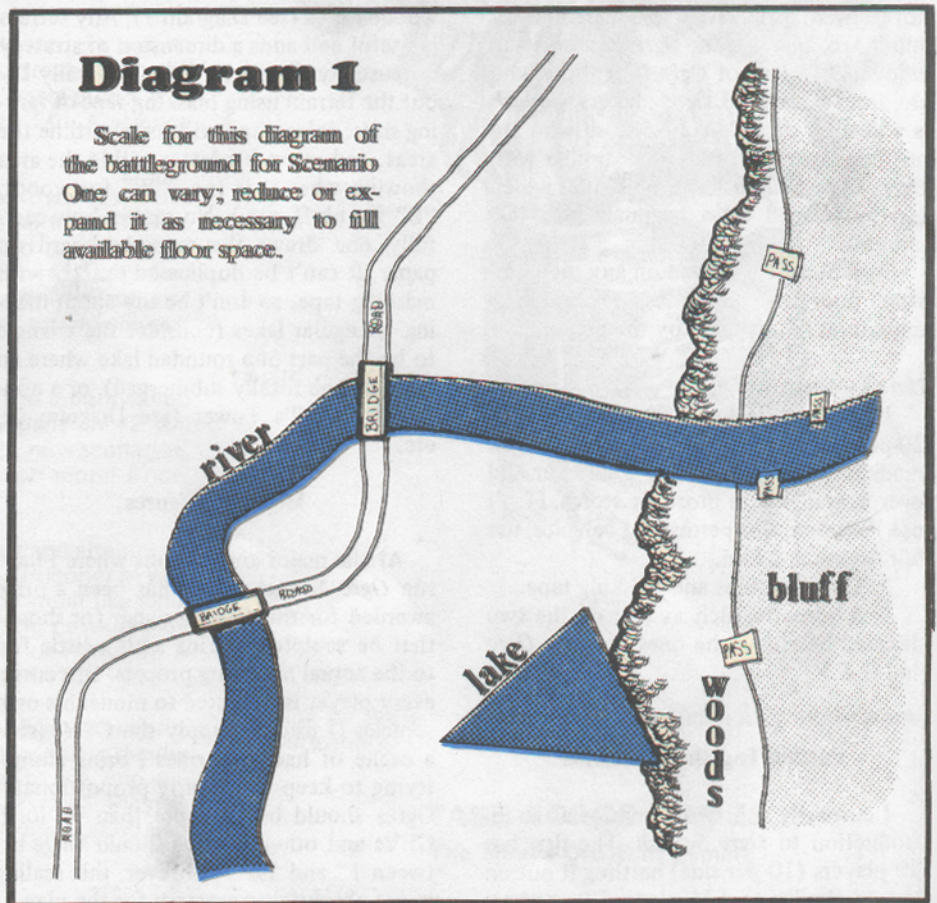 Diagram 1
Scale for this diagram of
the battleground for Scenario
One can vary; reduce or ex-
pand it as necessary to fill
available floor space.
ROAD
PASS
BRIDGE
PASS
river
PASS
bluff
BRIDGE
ROAD
lake
PASS
WOODS
ROAD